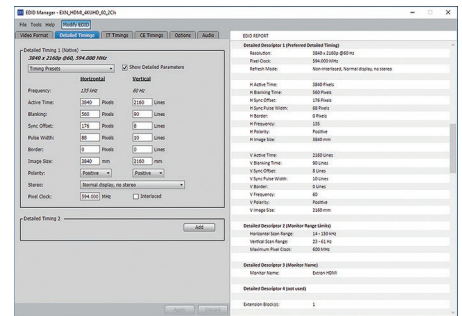 EDID Manager - EXN_HDMI_4KUHD_60_2Ch
File Tools Help Modify EDID
Video Format Detailed Timings IT Timings CE Timings Options Audio
Detailed Timing 1 (Native)
3840 x 2160p @60, 594.000 MHz
Timing Presets Show Detailed Parameters
Horizontal Vertical
Frequency: 135 kHz 60 Hz
Active Time: 3840 Pixels 2160 Lines
Blanking: 560 Pixels 90 Lines
Sync Offset: 176 Pixels 8 Lines
Pulse Width: 88 Pixels 10 Lines
Border: 0 Pixels 0 Lines
Image Size: 3840 mm 2160 mm
Polarity: Positive Positive
Stereo: Normal display, no stereo
Pixel Clock: 594.000 MHz Interlaced
Detailed Timing 2
Add
Apply Discard
EDID REPORT
Detailed Descriptor 1 (Preferred Detailed Timing)
Resolution: 3840 x 2160p @60 Hz
Pixel Clock: 594.000 MHz
Refresh Mode: Non-interlaced, Normal display, no stereo
H Active Time: 3840 Pixels
H Blanking Time: 560 Pixels
H Sync Offset: 176 Pixels
H Sync Pulse Width: 88 Pixels
H Border: 0 Pixels
H Frequency: 135
H Polarity: Positive
H Image Size: 3840 mm
V Active Time: 2160 Lines
V Blanking Time: 90 Lines
V Sync Offset: 8 Lines
V Sync Pulse Width: 10 Lines
V Border: 0 Lines
V Frequency: 60
V Polarity: Positive
V Image Size: 2160 mm
Detailed Descriptor 2 (Monitor Range Limits)
Horizontal Scan Range: 14 - 150 kHz
Vertical Scan Range: 23 - 61 Hz
Maximum Pixel Clock: 600 MHz
Detailed Descriptor 3 (Monitor Name)
Monitor Name: Extron HDMI
Detailed Descriptor 4 (not used)
Extension Block(s): 1